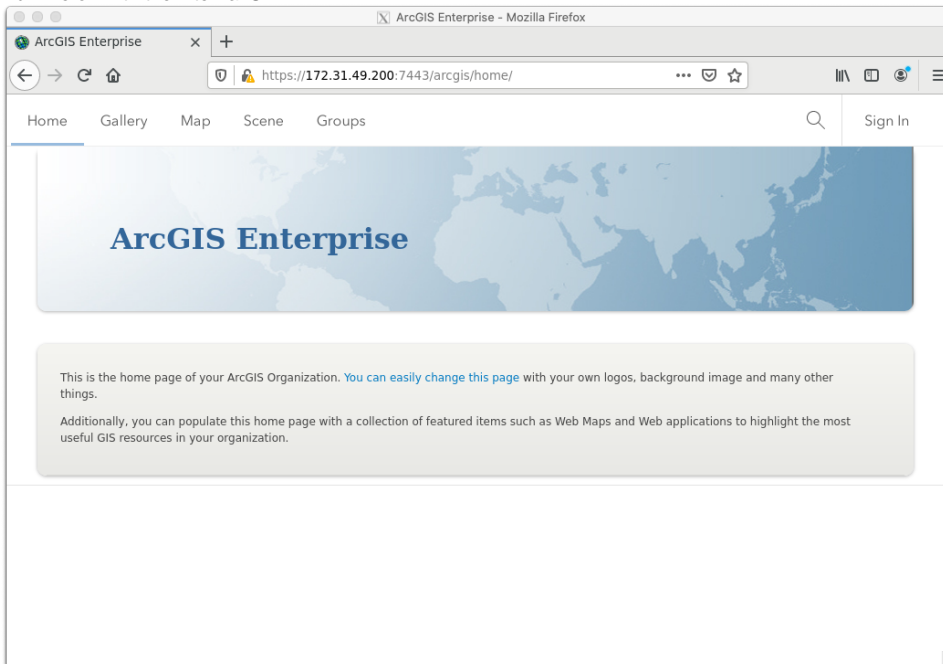 ArcGIS Enterprise - Mozilla Firefox
ArcGIS Enterprise
https://172.31.49.200:7443/arcgis/home/
Home Gallery Map Scene Groups Sign In
ArcGIS Enterprise
This is the home page of your ArcGIS Organization. You can easily change this page with your own logos, background image and many other
things.
Additionally, you can populate this home page with a collection of featured items such as Web Maps and Web applications to highlight the most
useful GIS resources in your organization.